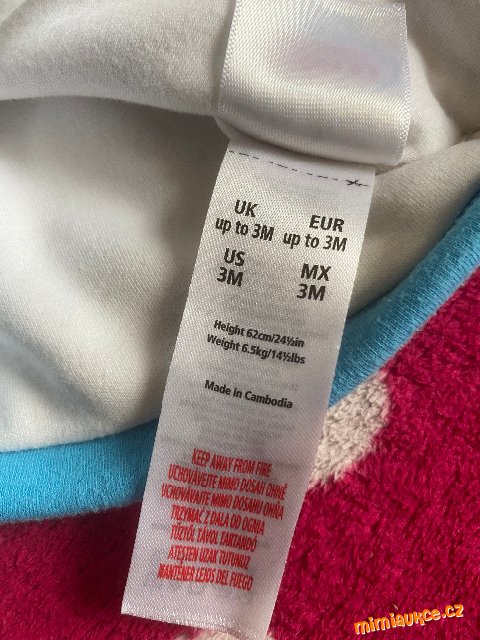 UK
up to 3M
EUR
up to 3M
US
3M
MX
3M
Height 62cm/24½in
Weight 6.5kg/14½lbs
Made in Cambodia
KEEP AWAY FROM FIRE
UCHOVÁVEJTE MIMO DOSAH OHNĚ
UCHOVÁVAJTE MIMO DOSAHU OHŇA
TRZYMAĆ Z DALA OD OGNIA
TŰZTŐL TÁVOL TARTANDÓ
ATEŞTEN UZAK TUTUNUZ
MANTENER LEJOS DEL FUEGO
mimiaukce.cz